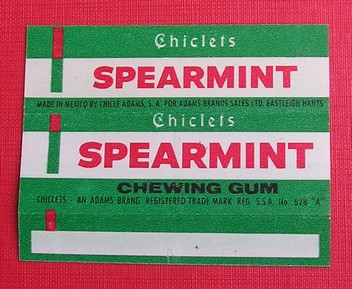 Chiclets
SPEARMINT
MADE IN MEXICO BY CHICLE ADAMS, S. A. FOR ADAMS BRANDS SALES LTD. EASTLEIGH HANTS
Chiclets
SPEARMINT
CHEWING GUM
CHICLETS - AN ADAMS BRAND REGISTERED TRADE MARK REG. S.S.A. No. 628 "A"